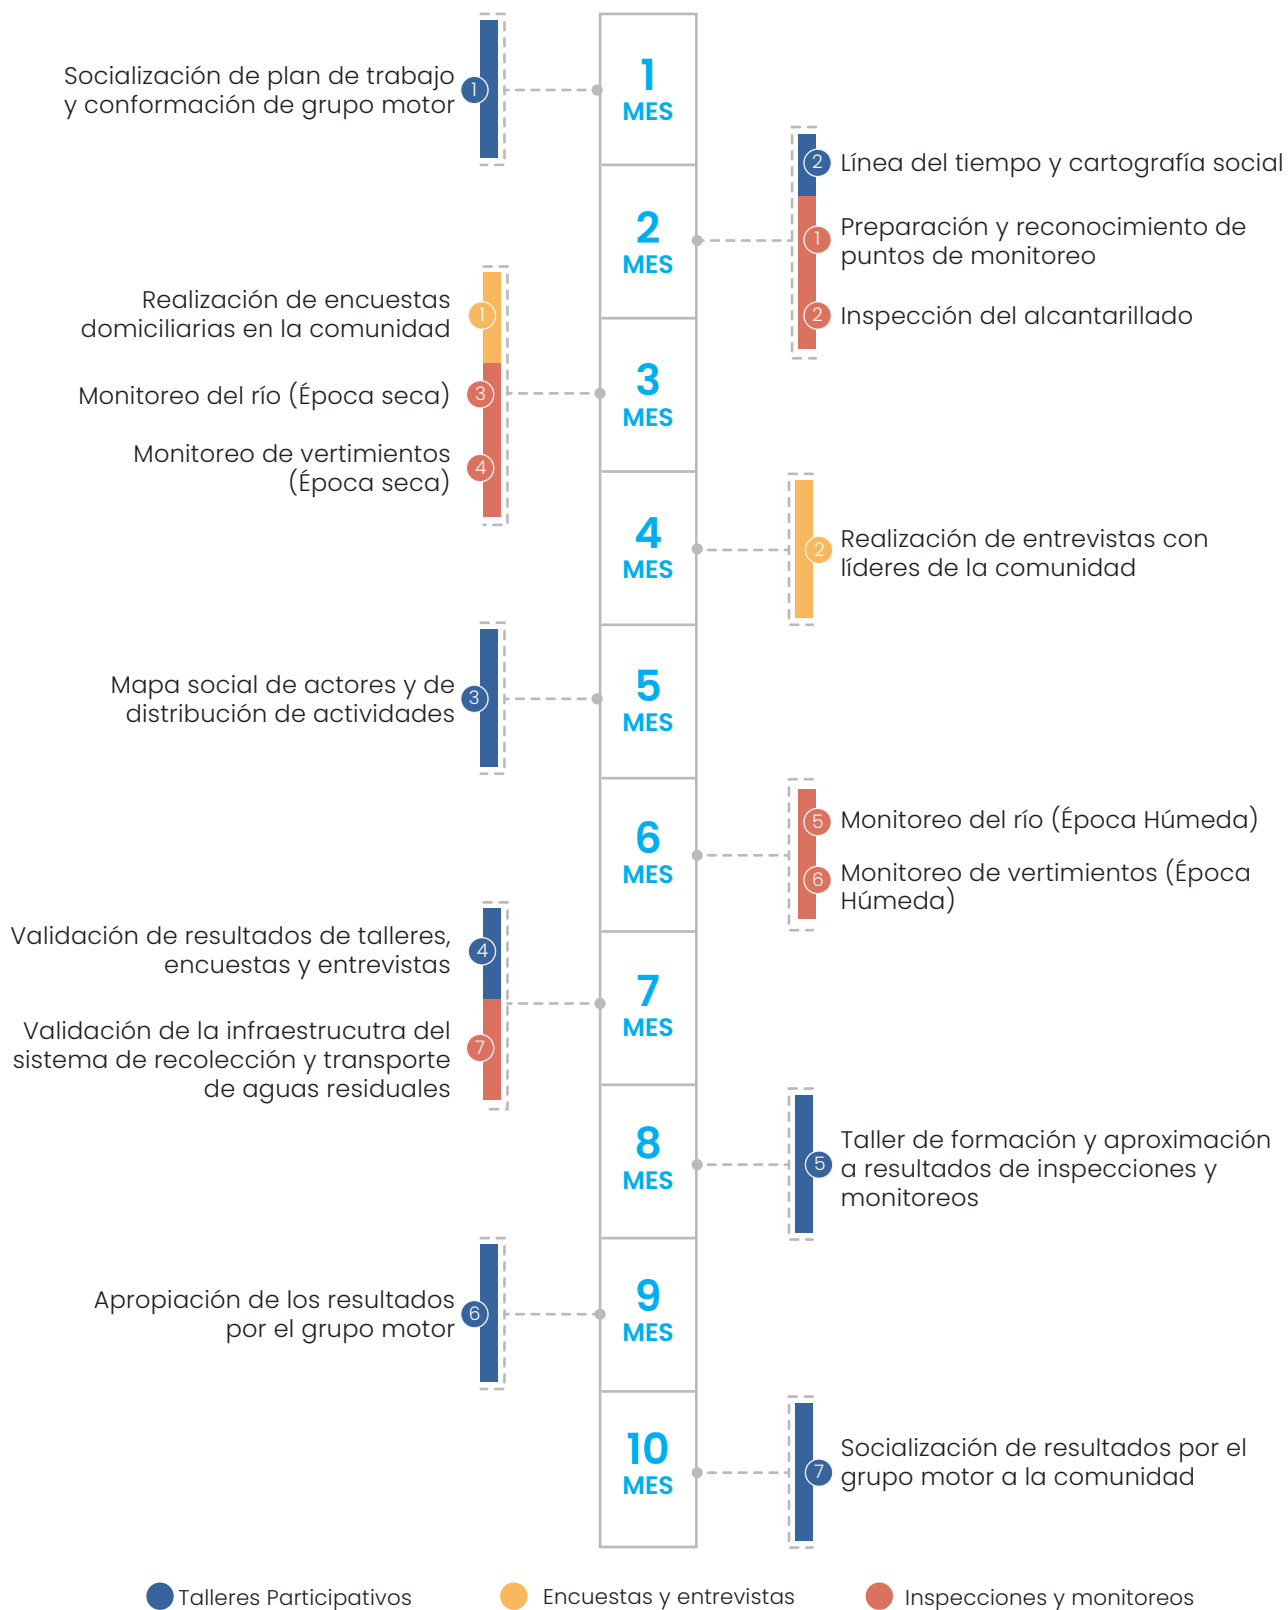 Socialización de plan de trabajo
y conformación de grupo motor
1
1
MES
2
MES
2
Línea del tiempo y cartografía social
1
Preparación y reconocimiento de
puntos de monitoreo
2
Inspección del alcantarillado
Realización de encuestas
domiciliarias en la comunidad
1
Monitoreo del río (Época seca)
3
Monitoreo de vertimientos
(Época seca)
4
3
MES
4
MES
2
Realización de entrevistas con
líderes de la comunidad
Mapa social de actores y de
distribución de actividades
3
5
MES
6
MES
5
Monitoreo del río (Época Húmeda)
6
Monitoreo de vertimientos (Época
Húmeda)
Validación de resultados de talleres,
encuestas y entrevistas
4
Validación de la infraestrucutra del
sistema de recolección y transporte
de aguas residuales
7
7
MES
8
MES
5
Taller de formación y aproximación
a resultados de inspecciones y
monitoreos
Apropiación de los resultados
por el grupo motor
6
9
MES
10
MES
7
Socialización de resultados por el
grupo motor a la comunidad
Talleres Participativos
Encuestas y entrevistas
Inspecciones y monitoreos